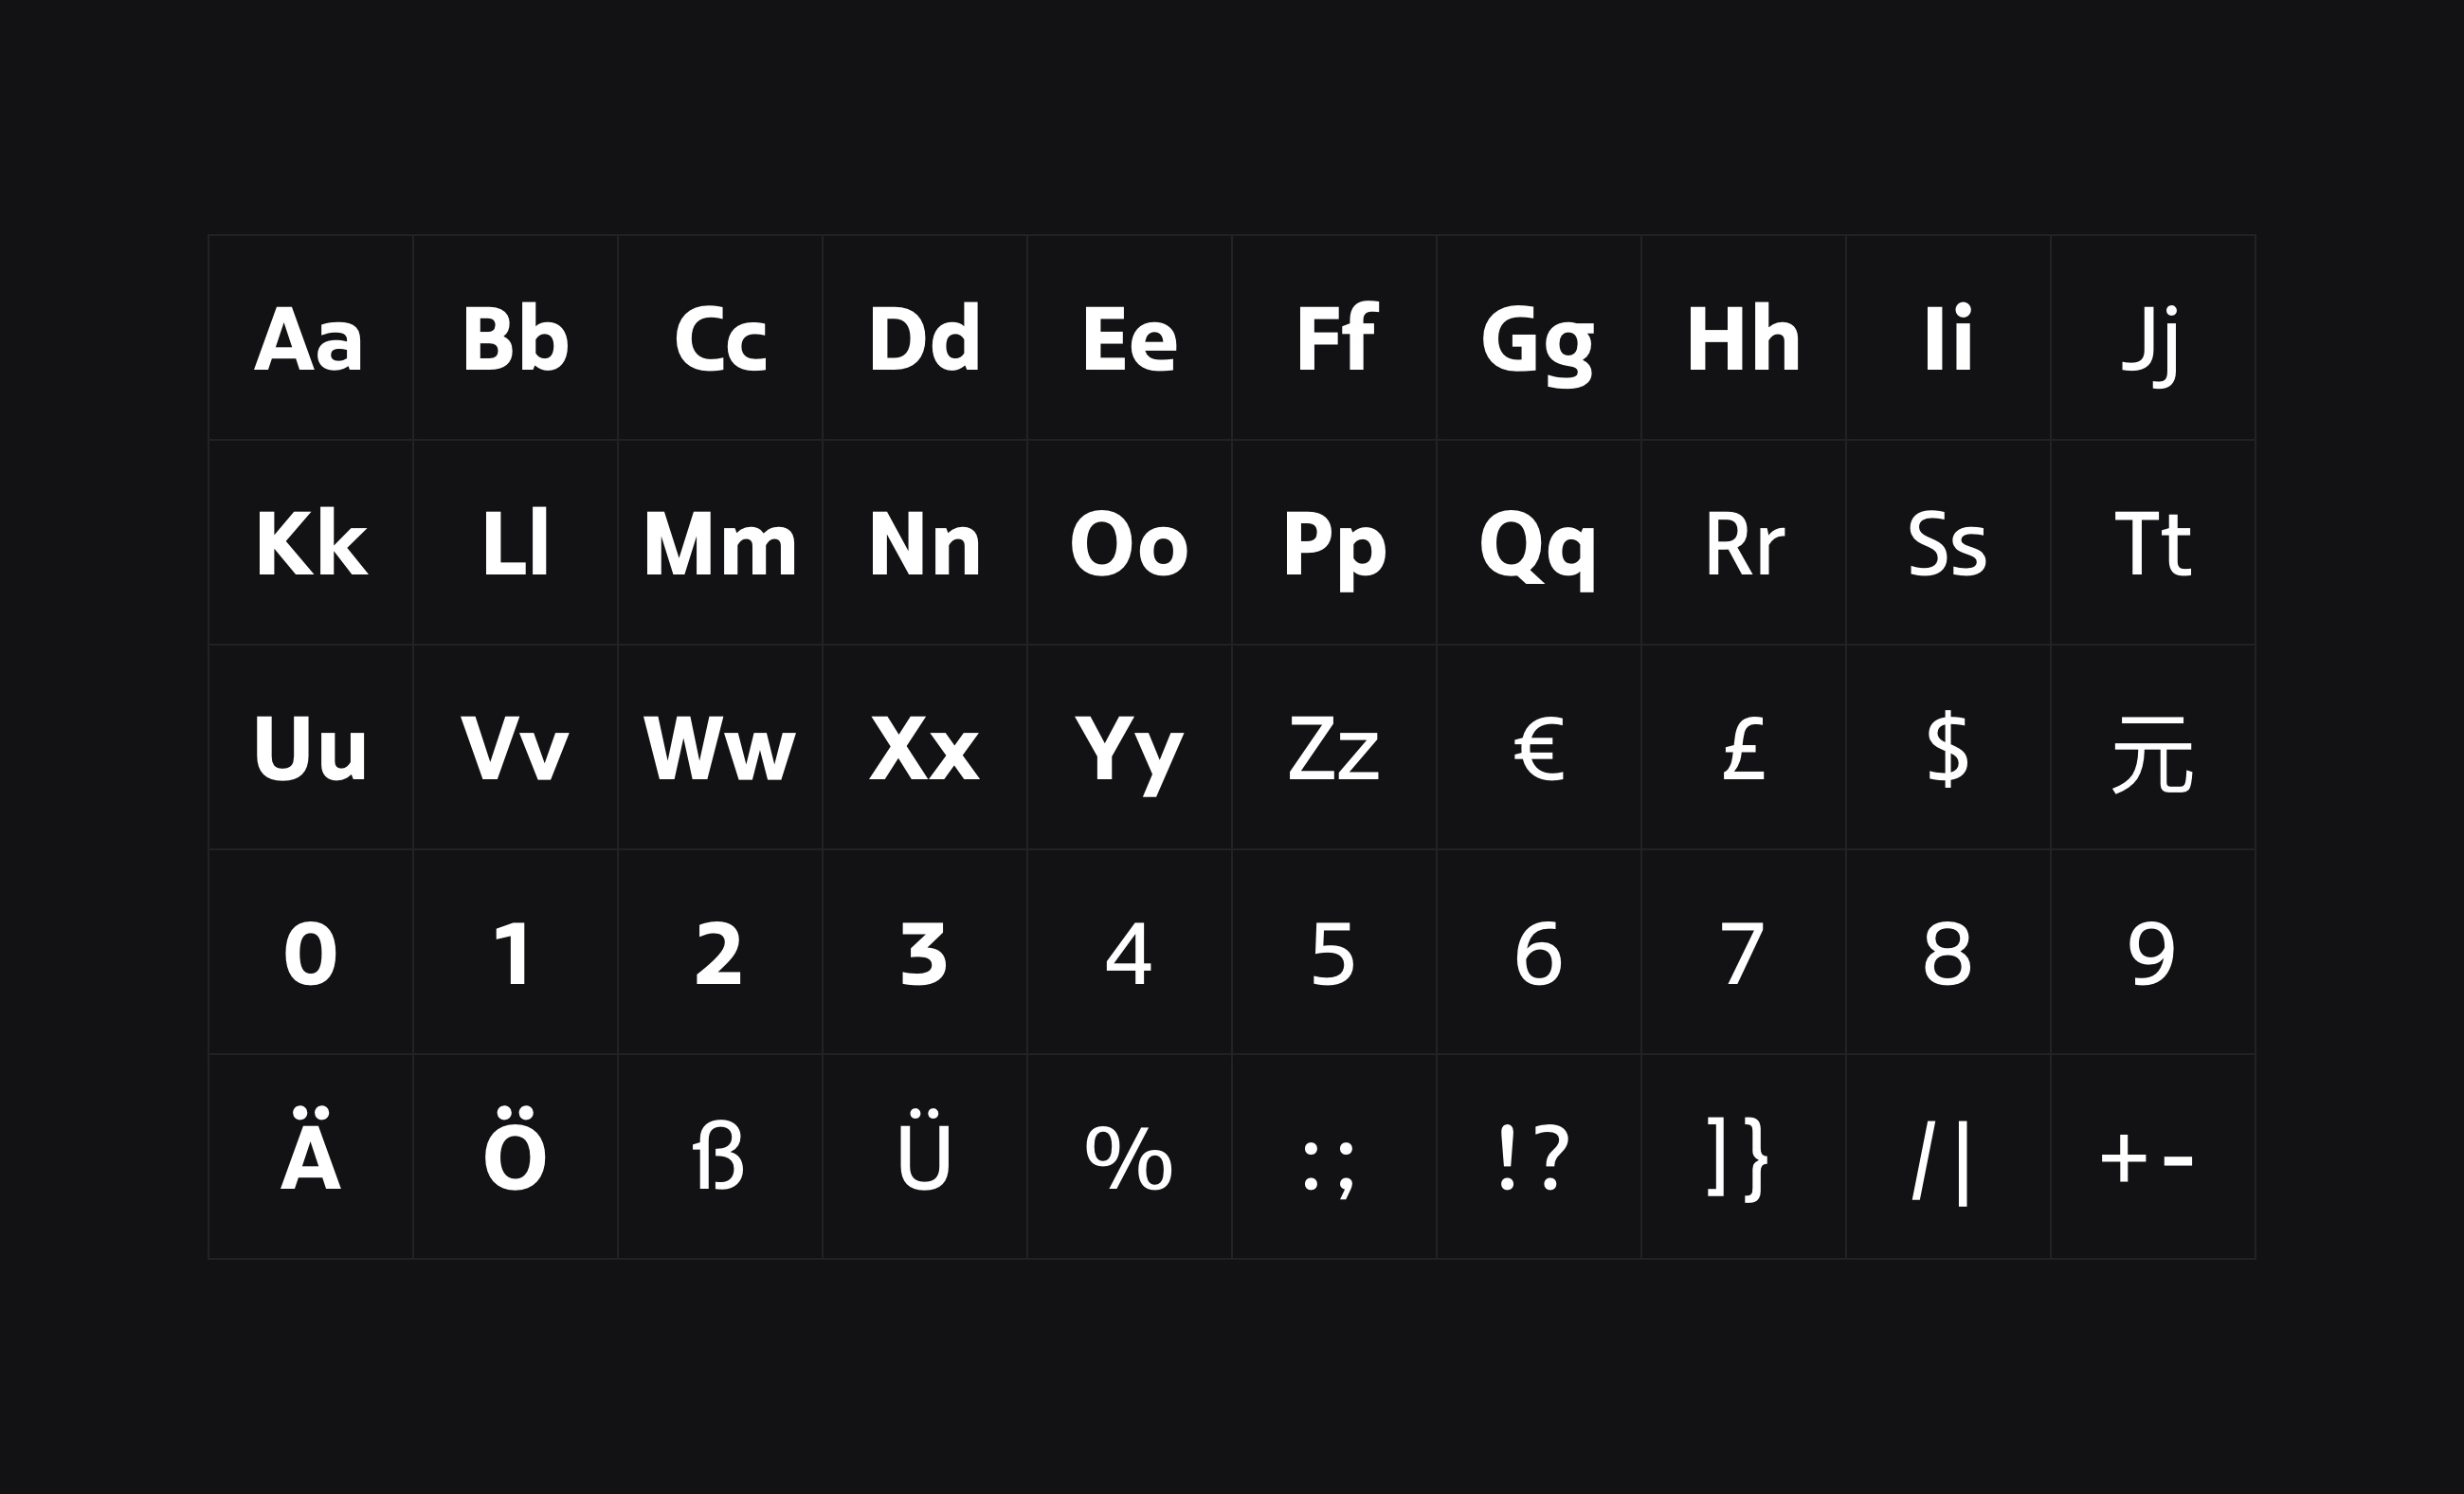 Aa Bb Cc Dd Ee Ff Gg Hh Ii Jj
Kk Ll Mm Nn Oo Pp Qq Rr Ss Tt
Uu Vv Ww Xx Yy Zz € £ $ 元
0 1 2 3 4 5 6 7 8 9
Ä Ö ß Ü % :; !? ]} /| +-